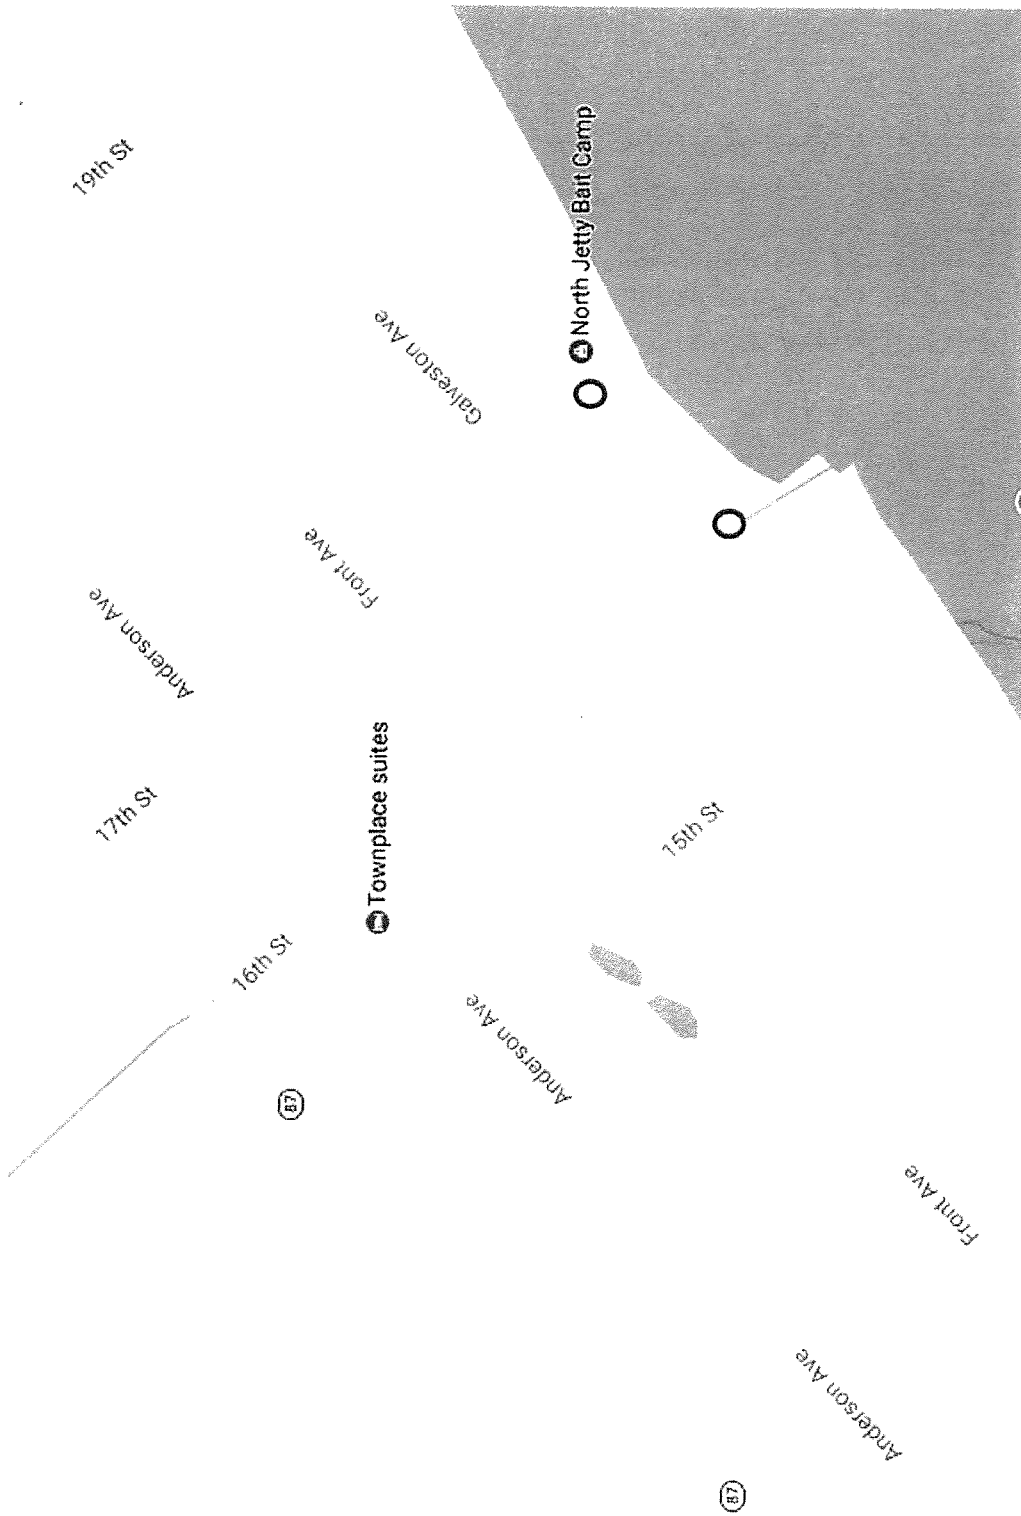 19th St
North Jetty Bait Camp
Galveston Ave
Front Ave
Anderson Ave
Townplace suites
17th St
15th St
16th St
Anderson Ave
87
Front Ave
Anderson Ave
87